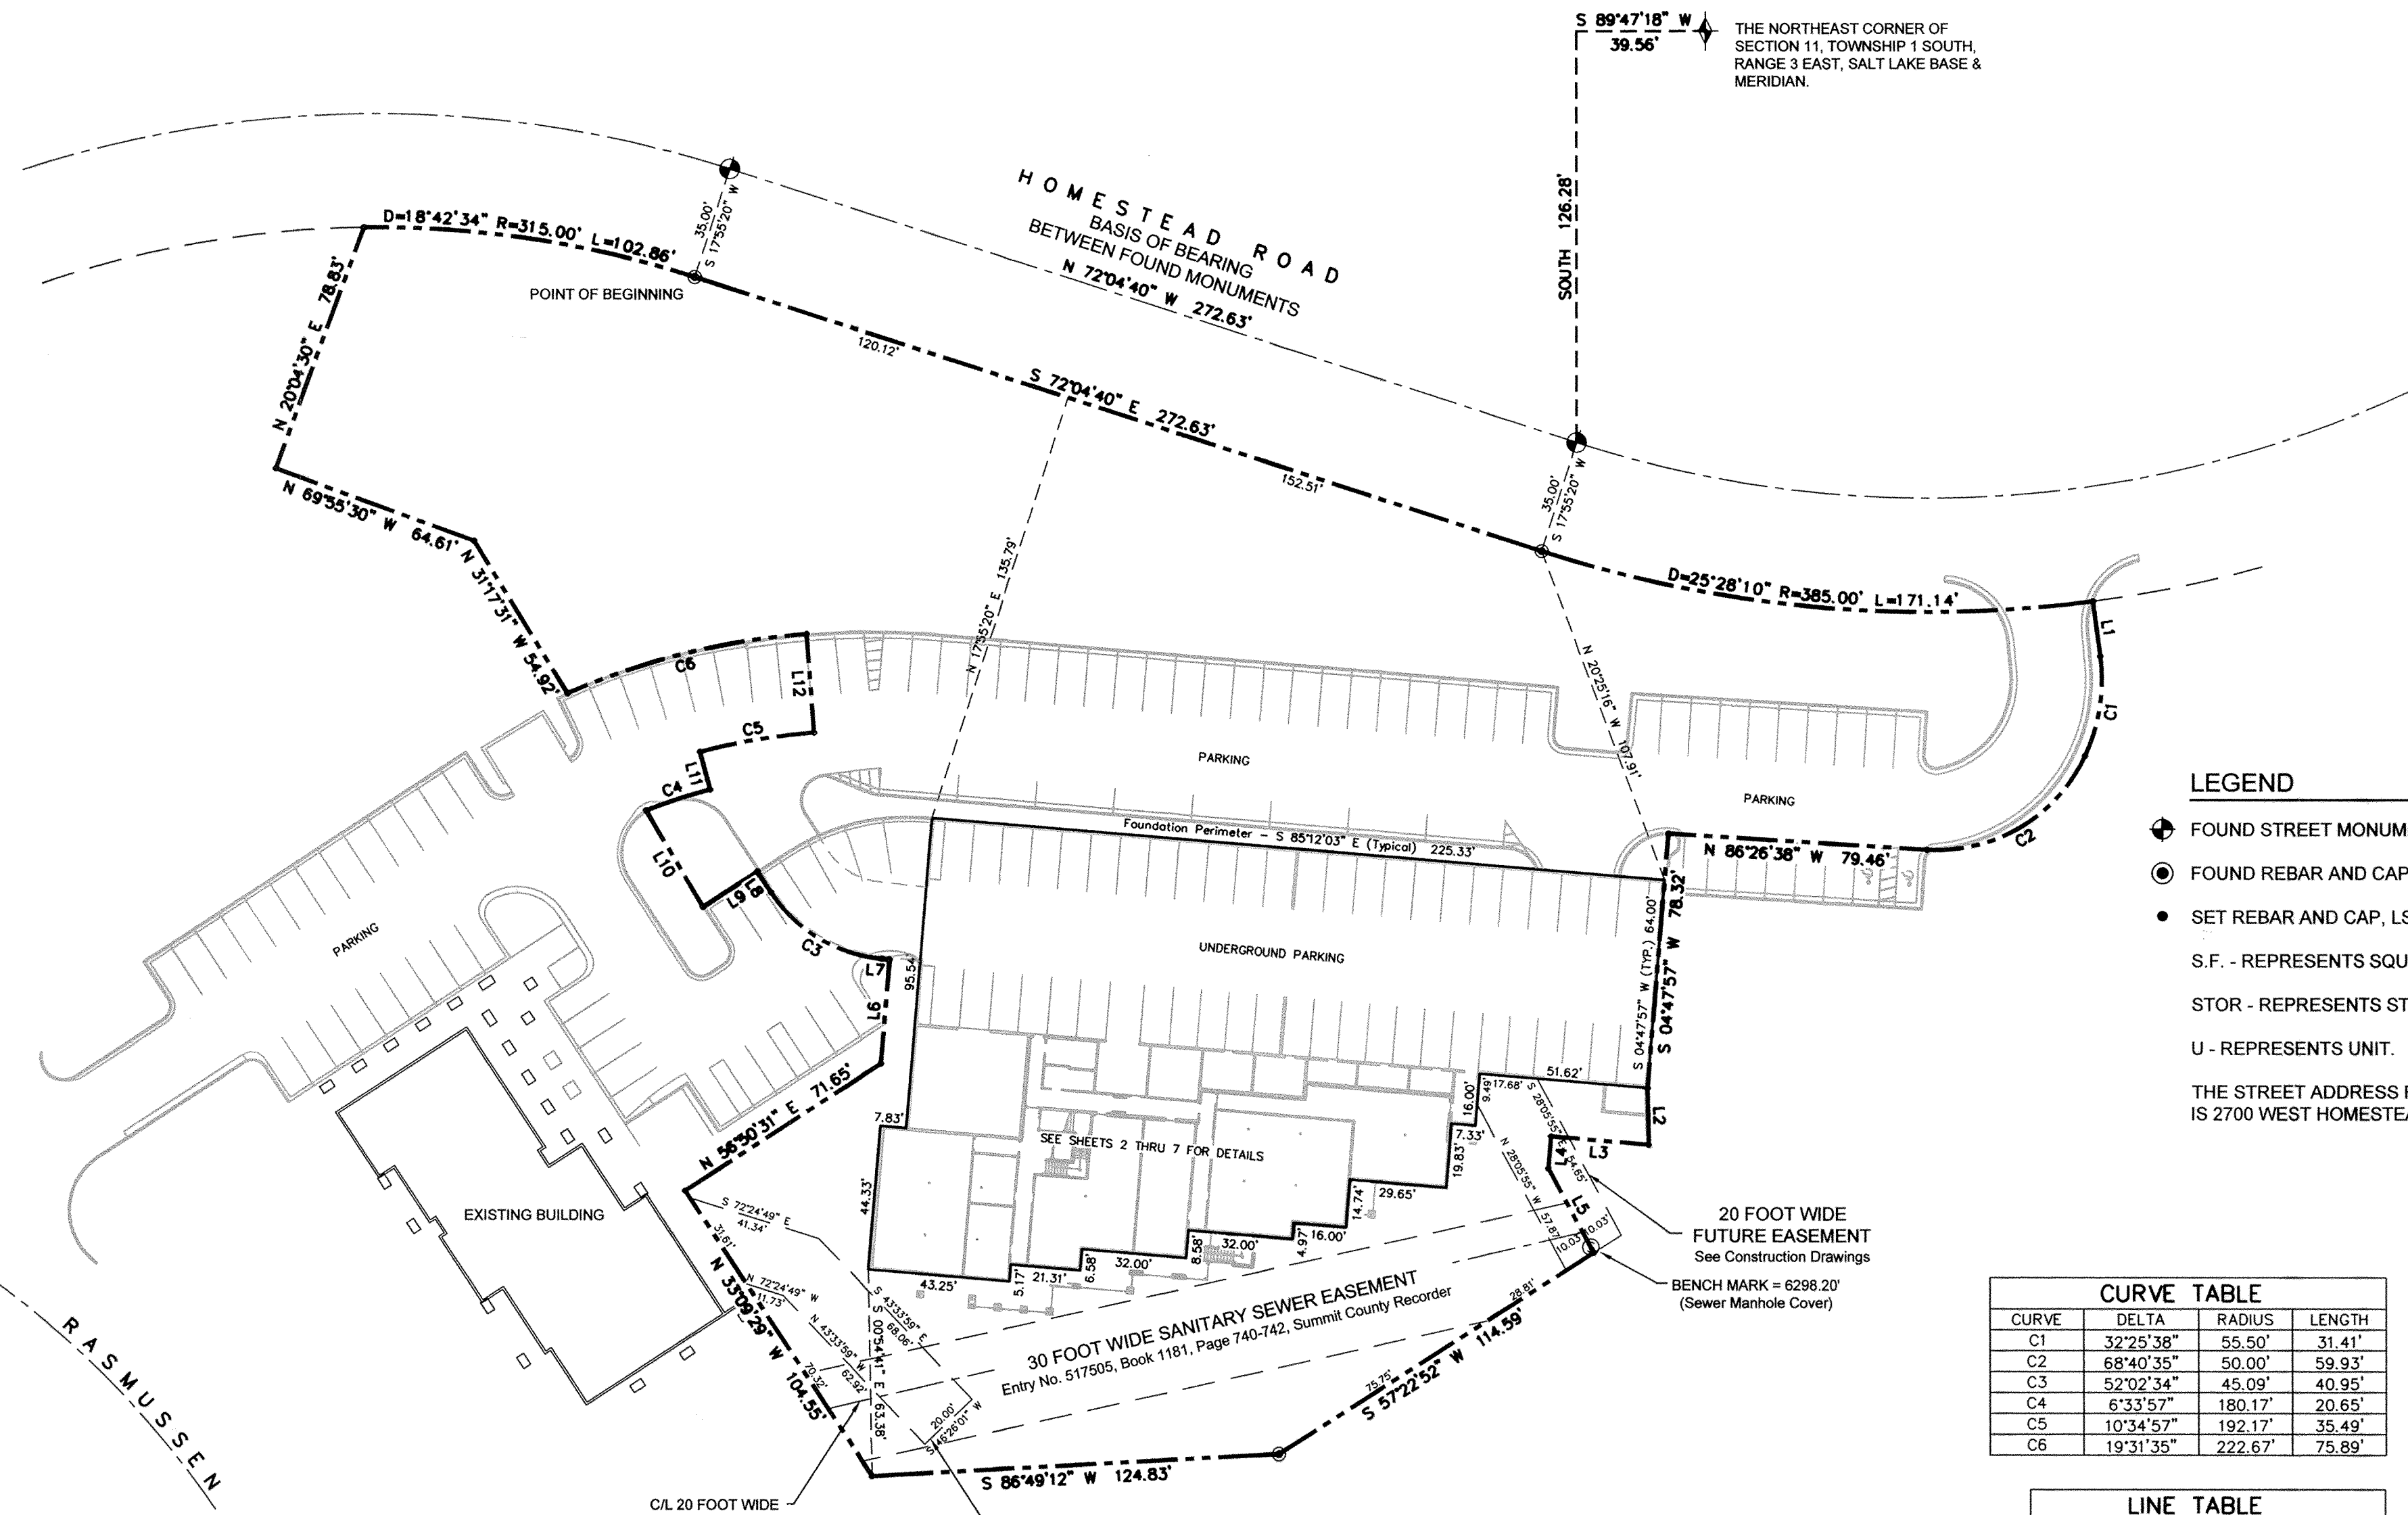 S 89°47'18" W
39.56'
THE NORTHEAST CORNER OF
SECTION 11, TOWNSHIP 1 SOUTH,
RANGE 3 EAST, SALT LAKE BASE &
MERIDIAN.
SOUTH 126.28'
HOMESTEAD ROAD
BASIS OF BEARING
BETWEEN FOUND MONUMENTS
N 72°04'40" W 272.63'
35.00'
S 17°55'20" W
D=18°42'34" R=315.00' L=102.86'
POINT OF BEGINNING
N 20°04'30" E 78.83'
120.12'
S 72°04'40" E 272.63'
152.51'
35.00'
S 17°55'20" W
N 69°55'30" W 64.61'
N 31°17'31" W 54.92'
N 17°55'20" E 135.79'
D=25°28'10" R=385.00' L=171.14'
L1
C1
C2
N 20°25'16" W 107.91'
C6
L12
C5
L11
C4
L10
L9
L8
C3
L7
L6
PARKING
PARKING
PARKING
Foundation Perimeter - S 85°12'03" E (Typical) 225.33'
N 86°26'38" W 79.46'
UNDERGROUND PARKING
95.54'
S 04°47'57" W (TYP.) 64.00'
S 04°47'57" W 78.32'
51.62'
17.68'
9.49'
16.00'
7.33'
19.83'
29.65'
14.74'
16.00'
4.97'
32.00'
8.58'
32.00'
6.58'
21.31'
5.17'
43.25'
44.33'
7.83'
SEE SHEETS 2 THRU 7 FOR DETAILS
L2
L3
L4
L5
S 28°05'55" E
54.65'
N 28°05'55" W 57.87'
10.03'
10.03'
20 FOOT WIDE
FUTURE EASEMENT
See Construction Drawings
BENCH MARK = 6298.20'
(Sewer Manhole Cover)
N 56°50'31" E 71.65'
EXISTING BUILDING
S 72°24'49" E
41.34'
31.61'
N 72°24'49" W
11.73'
N 33°09'29" W 104.55'
70.32'
N 43°33'59" W
62.92'
S 43°33'59" E
68.06'
S 00°54'41" E 63.38'
20.00'
S 46°26'01" W
30 FOOT WIDE SANITARY SEWER EASEMENT
Entry No. 517505, Book 1181, Page 740-742, Summit County Recorder
28.81'
75.75'
S 57°22'52" W 114.59'
S 86°49'12" W 124.83'
C/L 20 FOOT WIDE
RASMUSSEN
LEGEND
FOUND STREET MONUM
FOUND REBAR AND CAP
SET REBAR AND CAP, LS
S.F. - REPRESENTS SQU
STOR - REPRESENTS ST
U - REPRESENTS UNIT.
THE STREET ADDRESS
IS 2700 WEST HOMESTEA
CURVE TABLE
CURVE DELTA RADIUS LENGTH
C1 32°25'38" 55.50' 31.41'
C2 68°40'35" 50.00' 59.93'
C3 52°02'34" 45.09' 40.95'
C4 6°33'57" 180.17' 20.65'
C5 10°34'57" 192.17' 35.49'
C6 19°31'35" 222.67' 75.89'
LINE TABLE